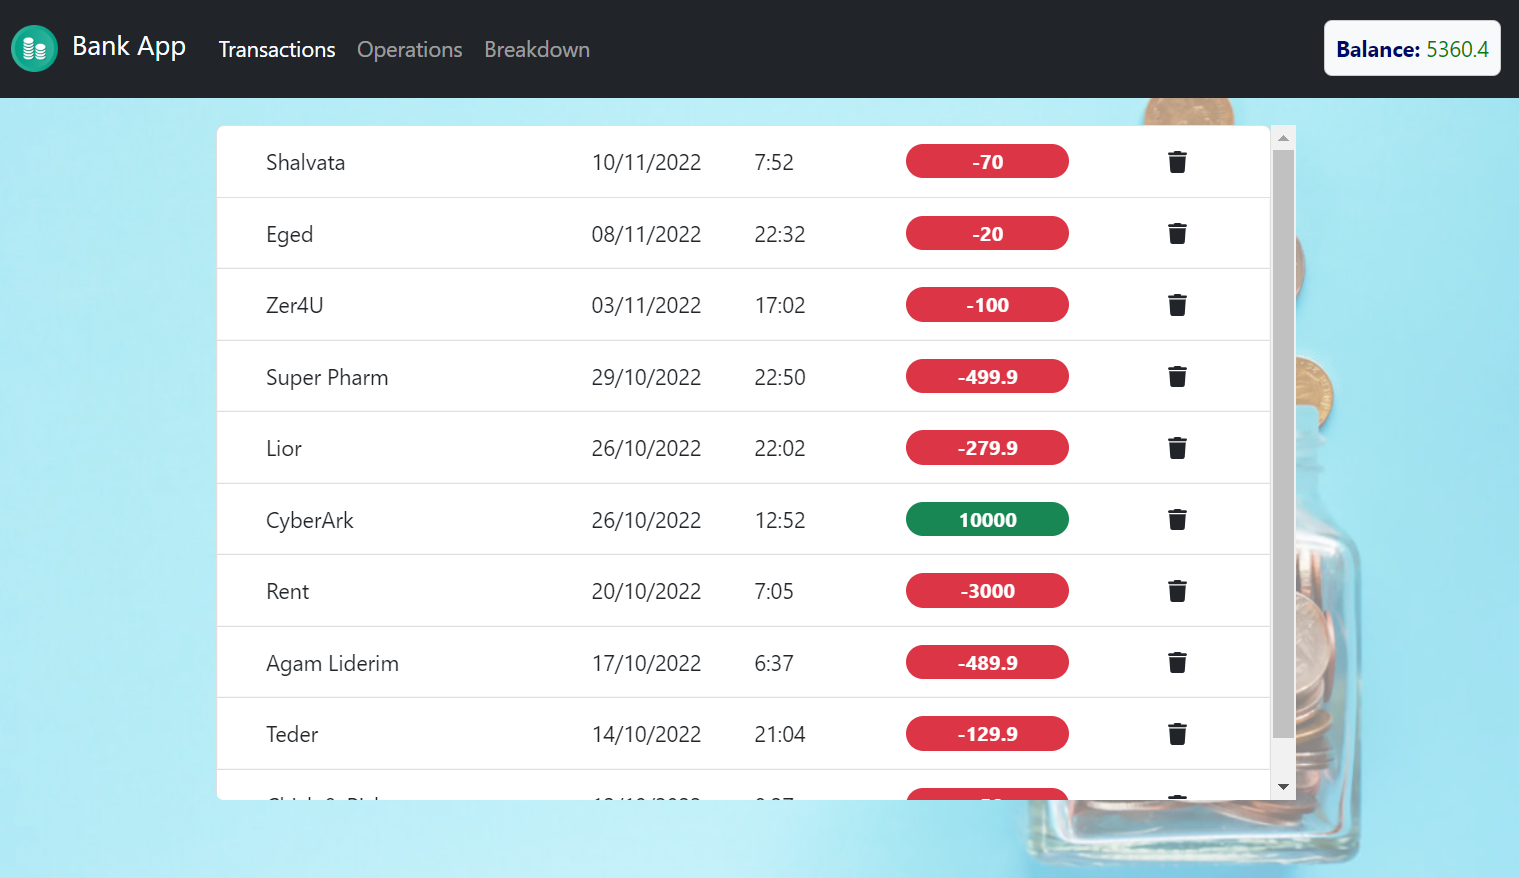 Bank App Transactions Operations Breakdown Balance: 5360.4
Shalvata 10/11/2022 7:52 -70
Eged 08/11/2022 22:32 -20
Zer4U 03/11/2022 17:02 -100
Super Pharm 29/10/2022 22:50 -499.9
Lior 26/10/2022 22:02 -279.9
CyberArk 26/10/2022 12:52 10000
Rent 20/10/2022 7:05 -3000
Agam Liderim 17/10/2022 6:37 -489.9
Teder 14/10/2022 21:04 -129.9